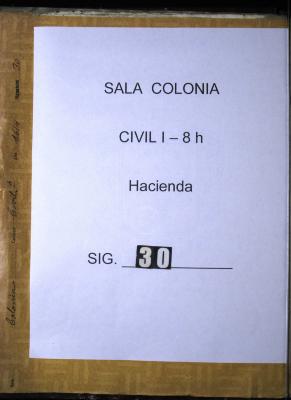 SALA COLONIA
CIVIL I – 8 h
Hacienda
SIG. 30